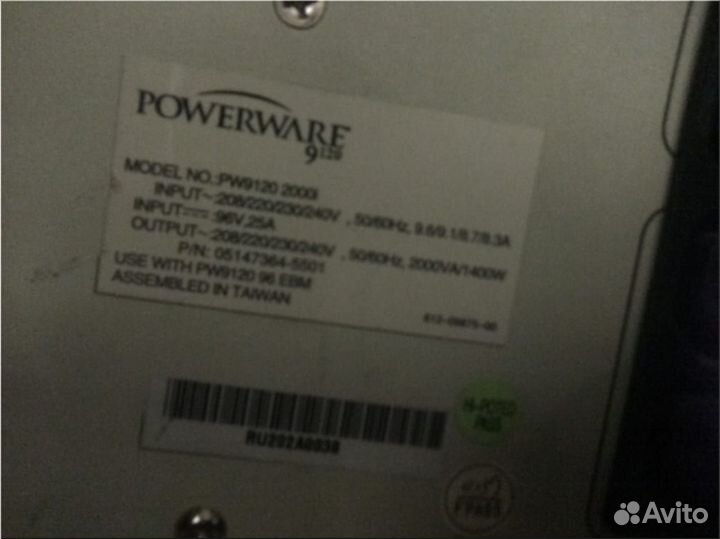 POWERWARE
9120
MODEL NO.:PW9120 2000i
INPUT~:208/220/230/240V , 50/60Hz, 9.6/9.1/8.7/8.3A
INPUT⎓:96V,25A
OUTPUT~:208/220/230/240V , 50/60Hz, 2000VA/1400W
P/N: 05147364-5501
USE WITH PW9120 96 EBM
ASSEMBLED IN TAIWAN
RU202A0038
HI-POTED
PASS
Avito